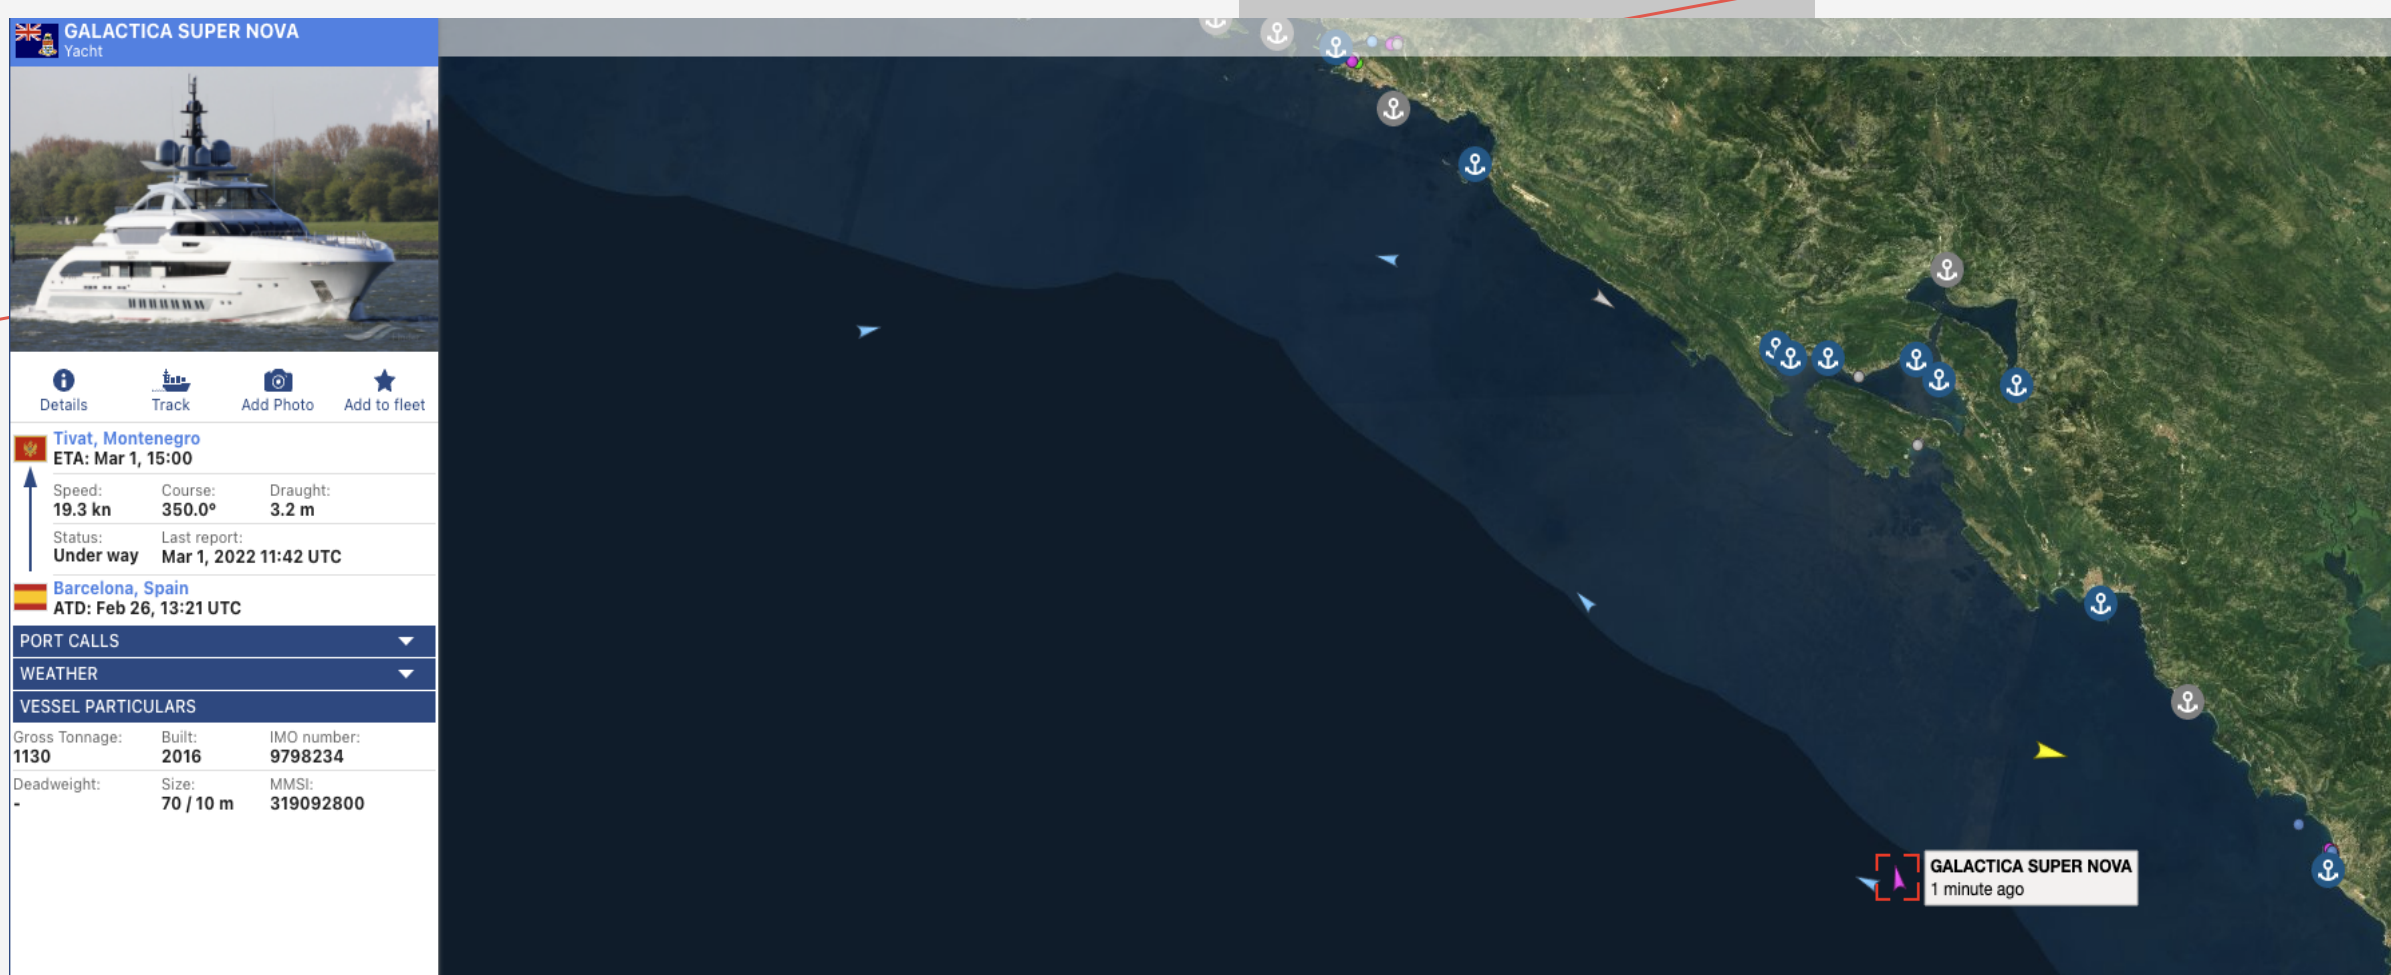 GALACTICA SUPER NOVA
Yacht
Details
Track
Add Photo
Add to fleet
Tivat, Montenegro
ETA: Mar 1, 15:00
Speed:
Course:
Draught:
19.3 kn
350.0°
3.2 m
Status:
Last report:
Under way
Mar 1, 2022 11:42 UTC
Barcelona, Spain
ATD: Feb 26, 13:21 UTC
PORT CALLS
WEATHER
VESSEL PARTICULARS
Gross Tonnage:
Built:
IMO number:
1130
2016
9798234
Deadweight:
Size:
MMSI:
-
70 / 10 m
319092800
GALACTICA SUPER NOVA
1 minute ago